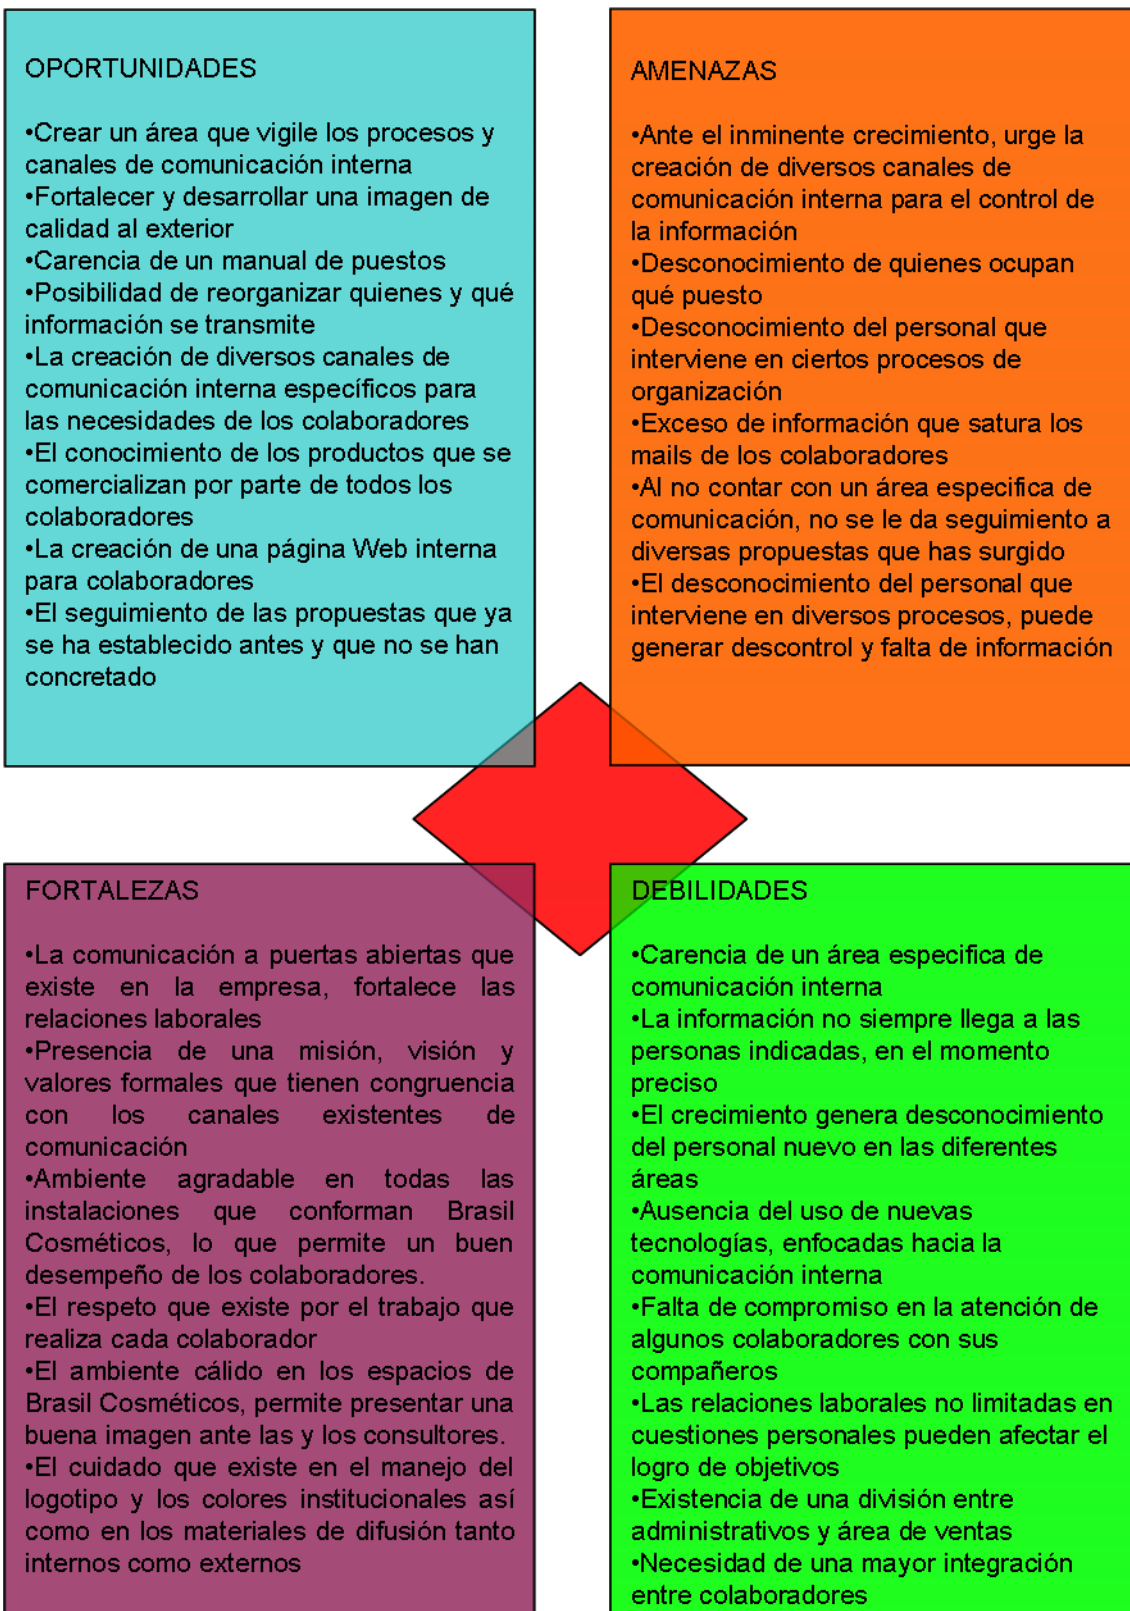 OPORTUNIDADES
•Crear un área que vigile los procesos y
canales de comunicación interna
•Fortalecer y desarrollar una imagen de
calidad al exterior
•Carencia de un manual de puestos
•Posibilidad de reorganizar quienes y qué
información se transmite
•La creación de diversos canales de
comunicación interna específicos para
las necesidades de los colaboradores
•El conocimiento de los productos que se
comercializan por parte de todos los
colaboradores
•La creación de una página Web interna
para colaboradores
•El seguimiento de las propuestas que ya
se ha establecido antes y que no se han
concretado
AMENAZAS
•Ante el inminente crecimiento, urge la
creación de diversos canales de
comunicación interna para el control de
la información
•Desconocimiento de quienes ocupan
qué puesto
•Desconocimiento del personal que
interviene en ciertos procesos de
organización
•Exceso de información que satura los
mails de los colaboradores
•Al no contar con un área especifica de
comunicación, no se le da seguimiento a
diversas propuestas que has surgido
•El desconocimiento del personal que
interviene en diversos procesos, puede
generar descontrol y falta de información
FORTALEZAS
•La comunicación a puertas abiertas que
existe en la empresa, fortalece las
relaciones laborales
•Presencia de una misión, visión y
valores formales que tienen congruencia
con los canales existentes de
comunicación
•Ambiente agradable en todas las
instalaciones que conforman Brasil
Cosméticos, lo que permite un buen
desempeño de los colaboradores.
•El respeto que existe por el trabajo que
realiza cada colaborador
•El ambiente cálido en los espacios de
Brasil Cosméticos, permite presentar una
buena imagen ante las y los consultores.
•El cuidado que existe en el manejo del
logotipo y los colores institucionales así
como en los materiales de difusión tanto
internos como externos
DEBILIDADES
•Carencia de un área especifica de
comunicación interna
•La información no siempre llega a las
personas indicadas, en el momento
preciso
•El crecimiento genera desconocimiento
del personal nuevo en las diferentes
áreas
•Ausencia del uso de nuevas
tecnologías, enfocadas hacia la
comunicación interna
•Falta de compromiso en la atención de
algunos colaboradores con sus
compañeros
•Las relaciones laborales no limitadas en
cuestiones personales pueden afectar el
logro de objetivos
•Existencia de una división entre
administrativos y área de ventas
•Necesidad de una mayor integración
entre colaboradores